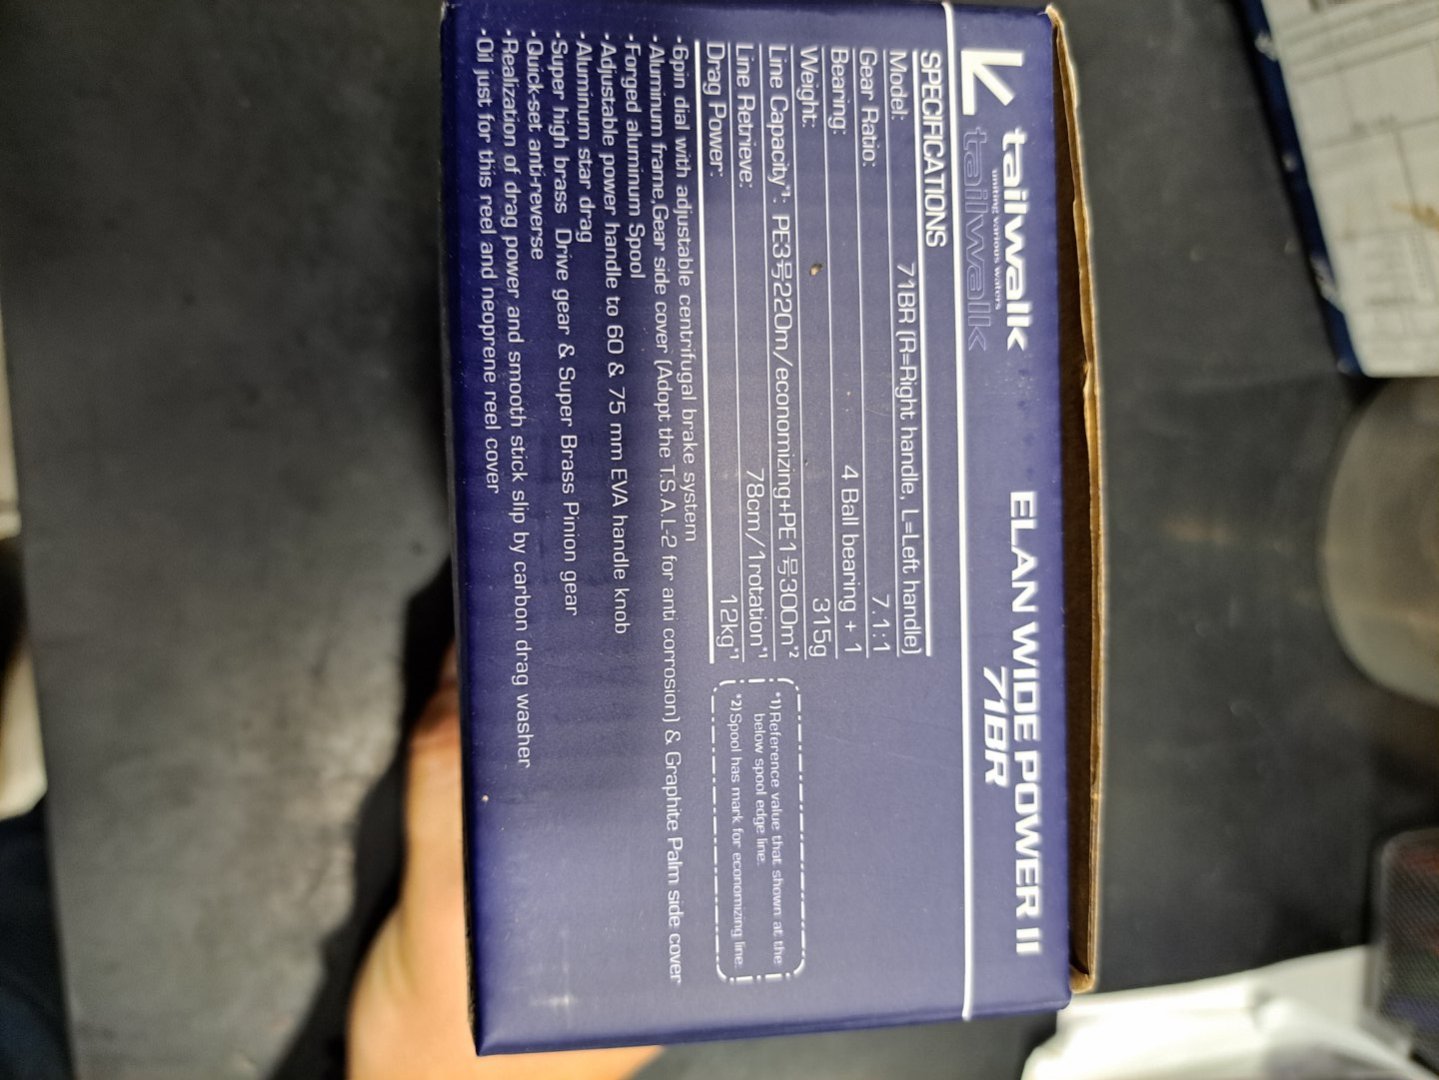 tailwalk
uniting various waters
tailwalk
ELAN WIDE POWER II
71BR
SPECIFICATIONS
Model: 71BR (R=Right handle, L=Left handle)
Gear Ratio: 7.1:1
Bearing: 4 Ball bearing + 1
Weight: 315g
Line Capacity*1: PE3号220m/economizing+PE1号300m*2
Line Retrieve: 78cm/1rotation*1
Drag Power: 12kg*1
*1)Reference value that shown at the
below spool edge line.
*2)Spool has mark for economizing line.
·6pin dial with adjustable centrifugal brake system
·Aluminum frame,Gear side cover (Adopt the T.S.A.L-2 for anti corrosion) & Graphite Palm side cover
·Forged aluminum Spool
·Adjustable power handle to 60 & 75 mm EVA handle knob
·Aluminum star drag
·Super high brass Drive gear & Super Brass Pinion gear
·Quick-set anti-reverse
·Realization of drag power and smooth stick slip by carbon drag washer
·Oil just for this reel and neoprene reel cover